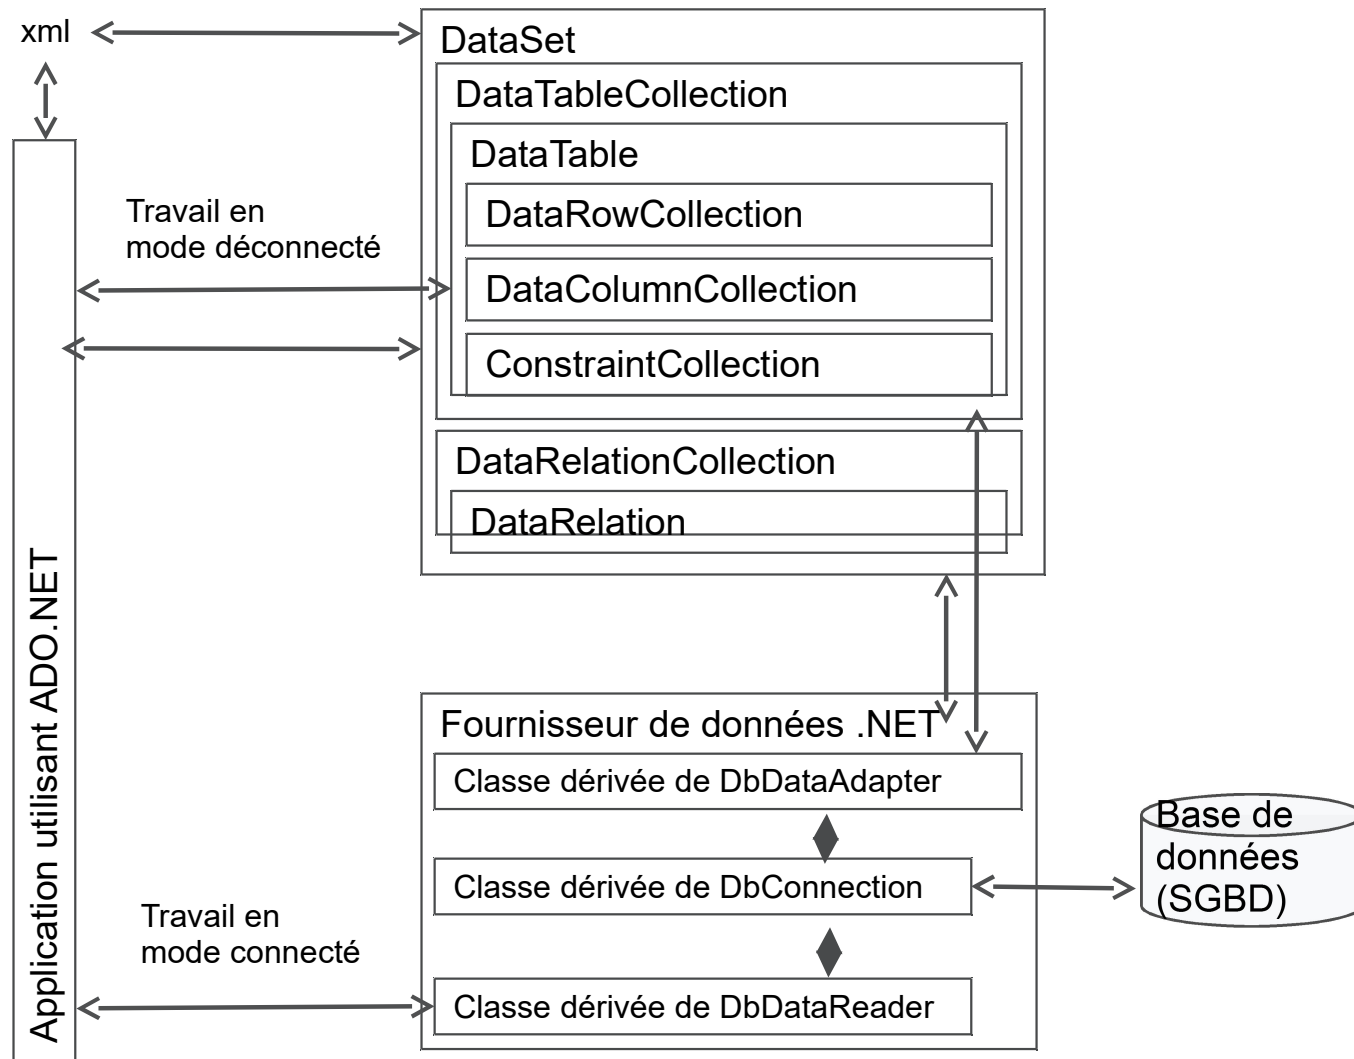 xml
DataSet
DataTableCollection
DataTable
DataRowCollection
DataColumnCollection
ConstraintCollection
DataRelationCollection
DataRelation
Travail en
mode déconnecté
Application utilisant ADO.NET
Fournisseur de données .NET
Classe dérivée de DbDataAdapter
Classe dérivée de DbConnection
Classe dérivée de DbDataReader
Base de
données
(SGBD)
Travail en
mode connecté